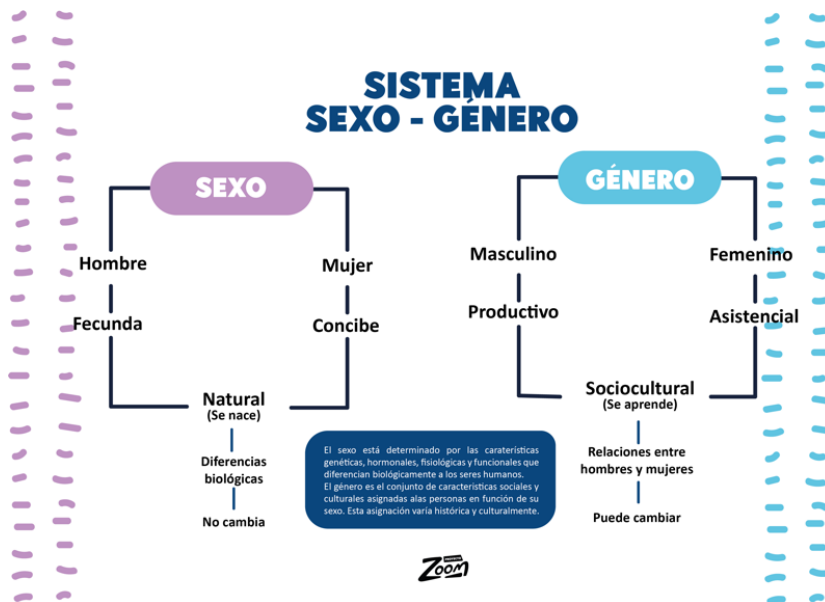 SISTEMA
SEXO - GÉNERO
SEXO
Hombre
Mujer
Fecunda
Concibe
Natural
(Se nace)
Diferencias
biológicas
No cambia
GÉNERO
Masculino
Femenino
Productivo
Asistencial
Sociocultural
(Se aprende)
Relaciones entre
hombres y mujeres
Puede cambiar
El sexo está determinado por las caraterísticas
genéticas, hormonales, fisiológicas y funcionales que
diferencian biológicamente a los seres humanos.
El género es el conjunto de características sociales y
culturales asignadas alas personas en función de su
sexo. Esta asignación varía histórica y culturalmente.
Zoom